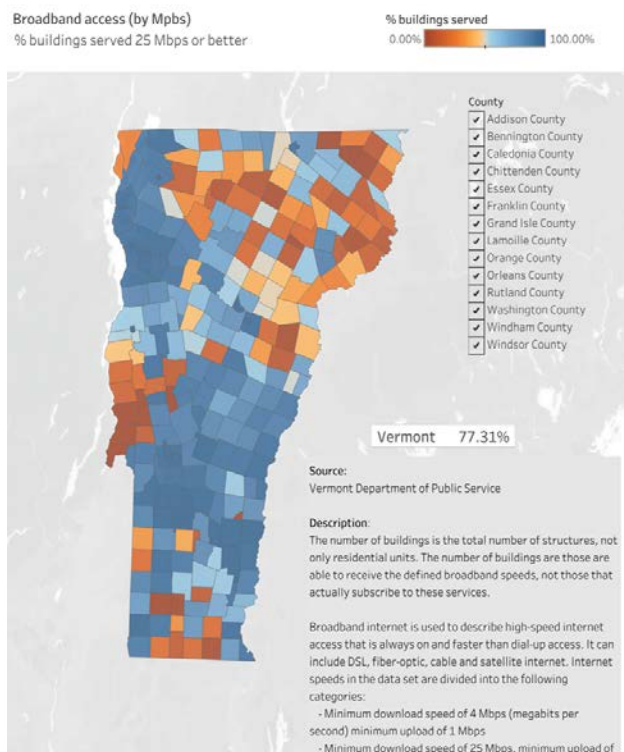 Broadband access (by Mpbs)
% buildings served 25 Mbps or better
% buildings served
0.00%
100.00%
County
Addison County
Bennington County
Caledonia County
Chittenden County
Essex County
Franklin County
Grand Isle County
Lamoille County
Orange County
Orleans County
Rutland County
Washington County
Windham County
Windsor County
Vermont 77.31%
Source:
Vermont Department of Public Service
Description:
The number of buildings is the total number of structures, not
only residential units. The number of buildings are those are
able to receive the defined broadband speeds, not those that
actually subscribe to these services.
Broadband internet is used to describe high-speed internet
access that is always on and faster than dial-up access. It can
include DSL, fiber-optic, cable and satellite internet. Internet
speeds in the data set are divided into the following
categories:
- Minimum download speed of 4 Mbps (megabits per
second) minimum upload of 1 Mbps
- Minimum download speed of 25 Mbps, minimum upload of